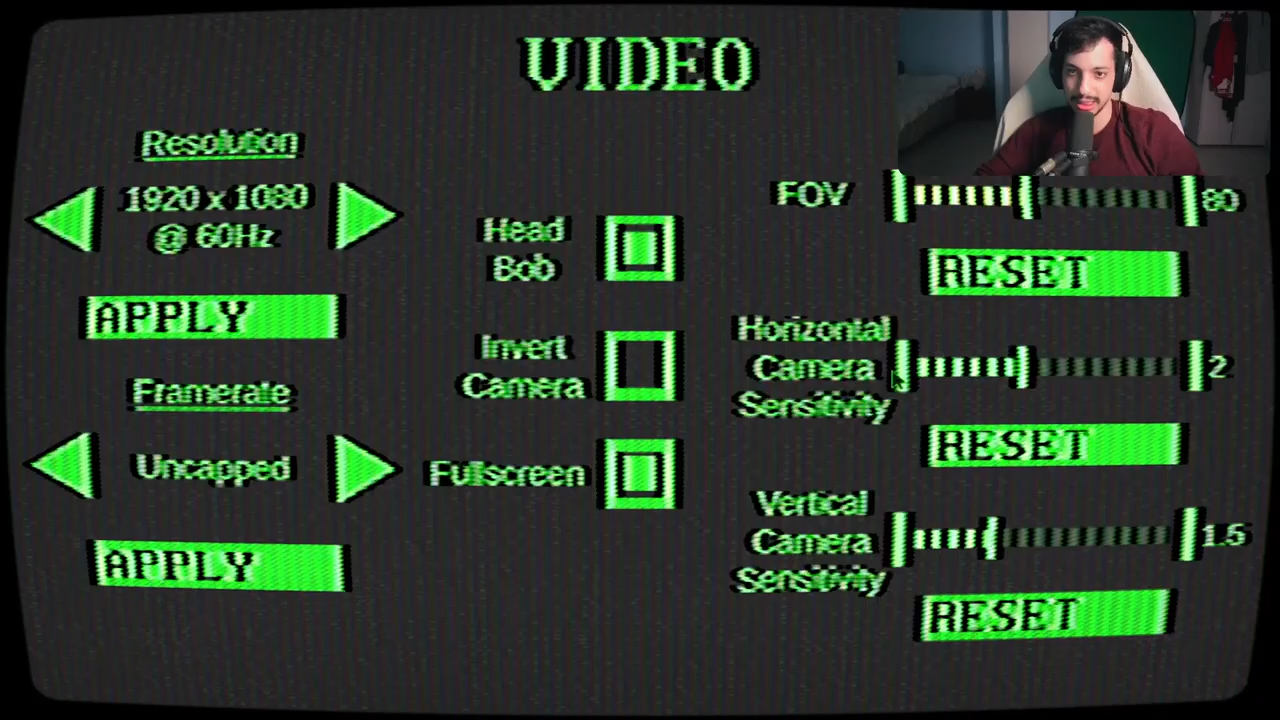 VIDEO
Resolution
1920 x 1080
@ 60Hz
APPLY
Framerate
Uncapped
APPLY
Head
Bob
Invert
Camera
Fullscreen
FOV
80
RESET
Horizontal
Camera
Sensitivity
2
RESET
Vertical
Camera
Sensitivity
1.5
RESET